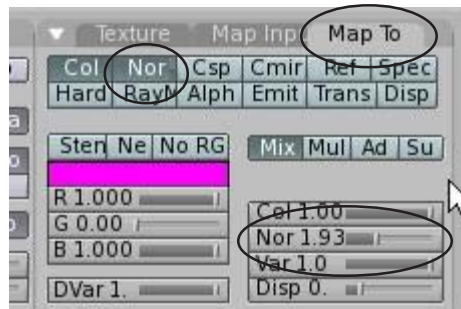 Texture Map Inp Map To
Col Nor Csp Cmir Ref Spec
Hard RayM Alph Emit Trans Disp
Sten Ne No RG Mix Mul Ad Su
R 1.000
G 0.00
B 1.000
DVar 1.
Col 1.00
Nor 1.93
Var 1.0
Disp 0.